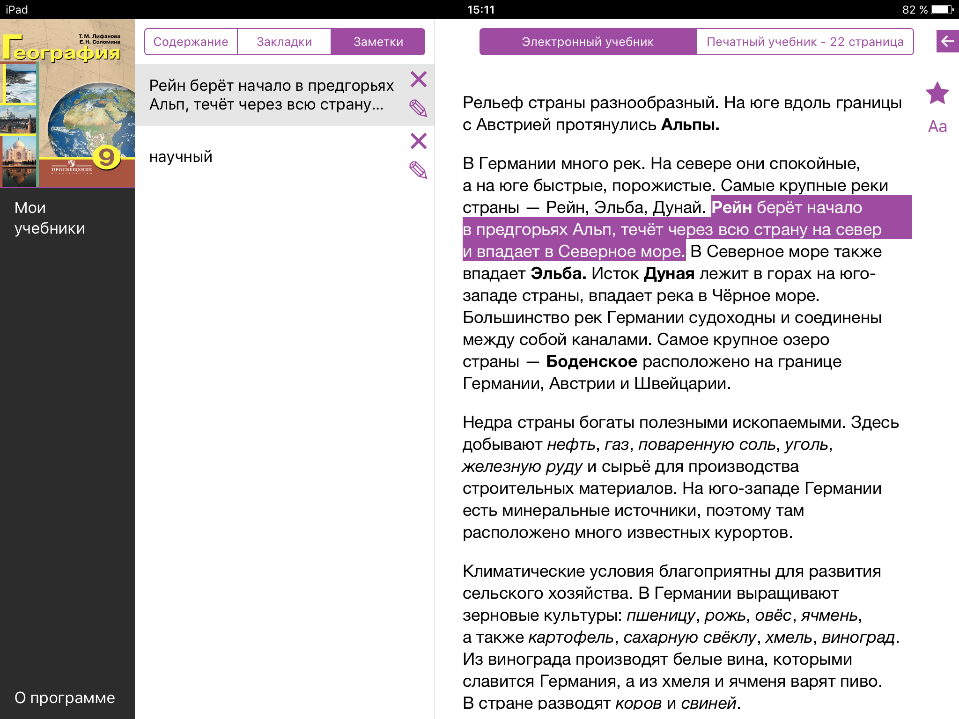 iPad
15:11
82 %
Т. М. Лифанова
Е. Н. Соломина
География
9
ПРОСВЕЩЕНИЕ
Мои
учебники
О программе
Содержание
Закладки
Заметки
Рейн берёт начало в предгорьях
Альп, течёт через всю страну...
научный
Электронный учебник
Печатный учебник - 22 страница
Aa
Рельеф страны разнообразный. На юге вдоль границы
с Австрией протянулись Альпы.
В Германии много рек. На севере они спокойные,
а на юге быстрые, порожистые. Самые крупные реки
страны — Рейн, Эльба, Дунай. Рейн берёт начало
в предгорьях Альп, течёт через всю страну на север
и впадает в Северное море. В Северное море также
впадает Эльба. Исток Дуная лежит в горах на юго-
западе страны, впадает река в Чёрное море.
Большинство рек Германии судоходны и соединены
между собой каналами. Самое крупное озеро
страны — Боденское расположено на границе
Германии, Австрии и Швейцарии.
Недра страны богаты полезными ископаемыми. Здесь
добывают нефть, газ, поваренную соль, уголь,
железную руду и сырьё для производства
строительных материалов. На юго-западе Германии
есть минеральные источники, поэтому там
расположено много известных курортов.
Климатические условия благоприятны для развития
сельского хозяйства. В Германии выращивают
зерновые культуры: пшеницу, рожь, овёс, ячмень,
а также картофель, сахарную свёклу, хмель, виноград.
Из винограда производят белые вина, которыми
славится Германия, а из хмеля и ячменя варят пиво.
В стране разводят коров и свиней.